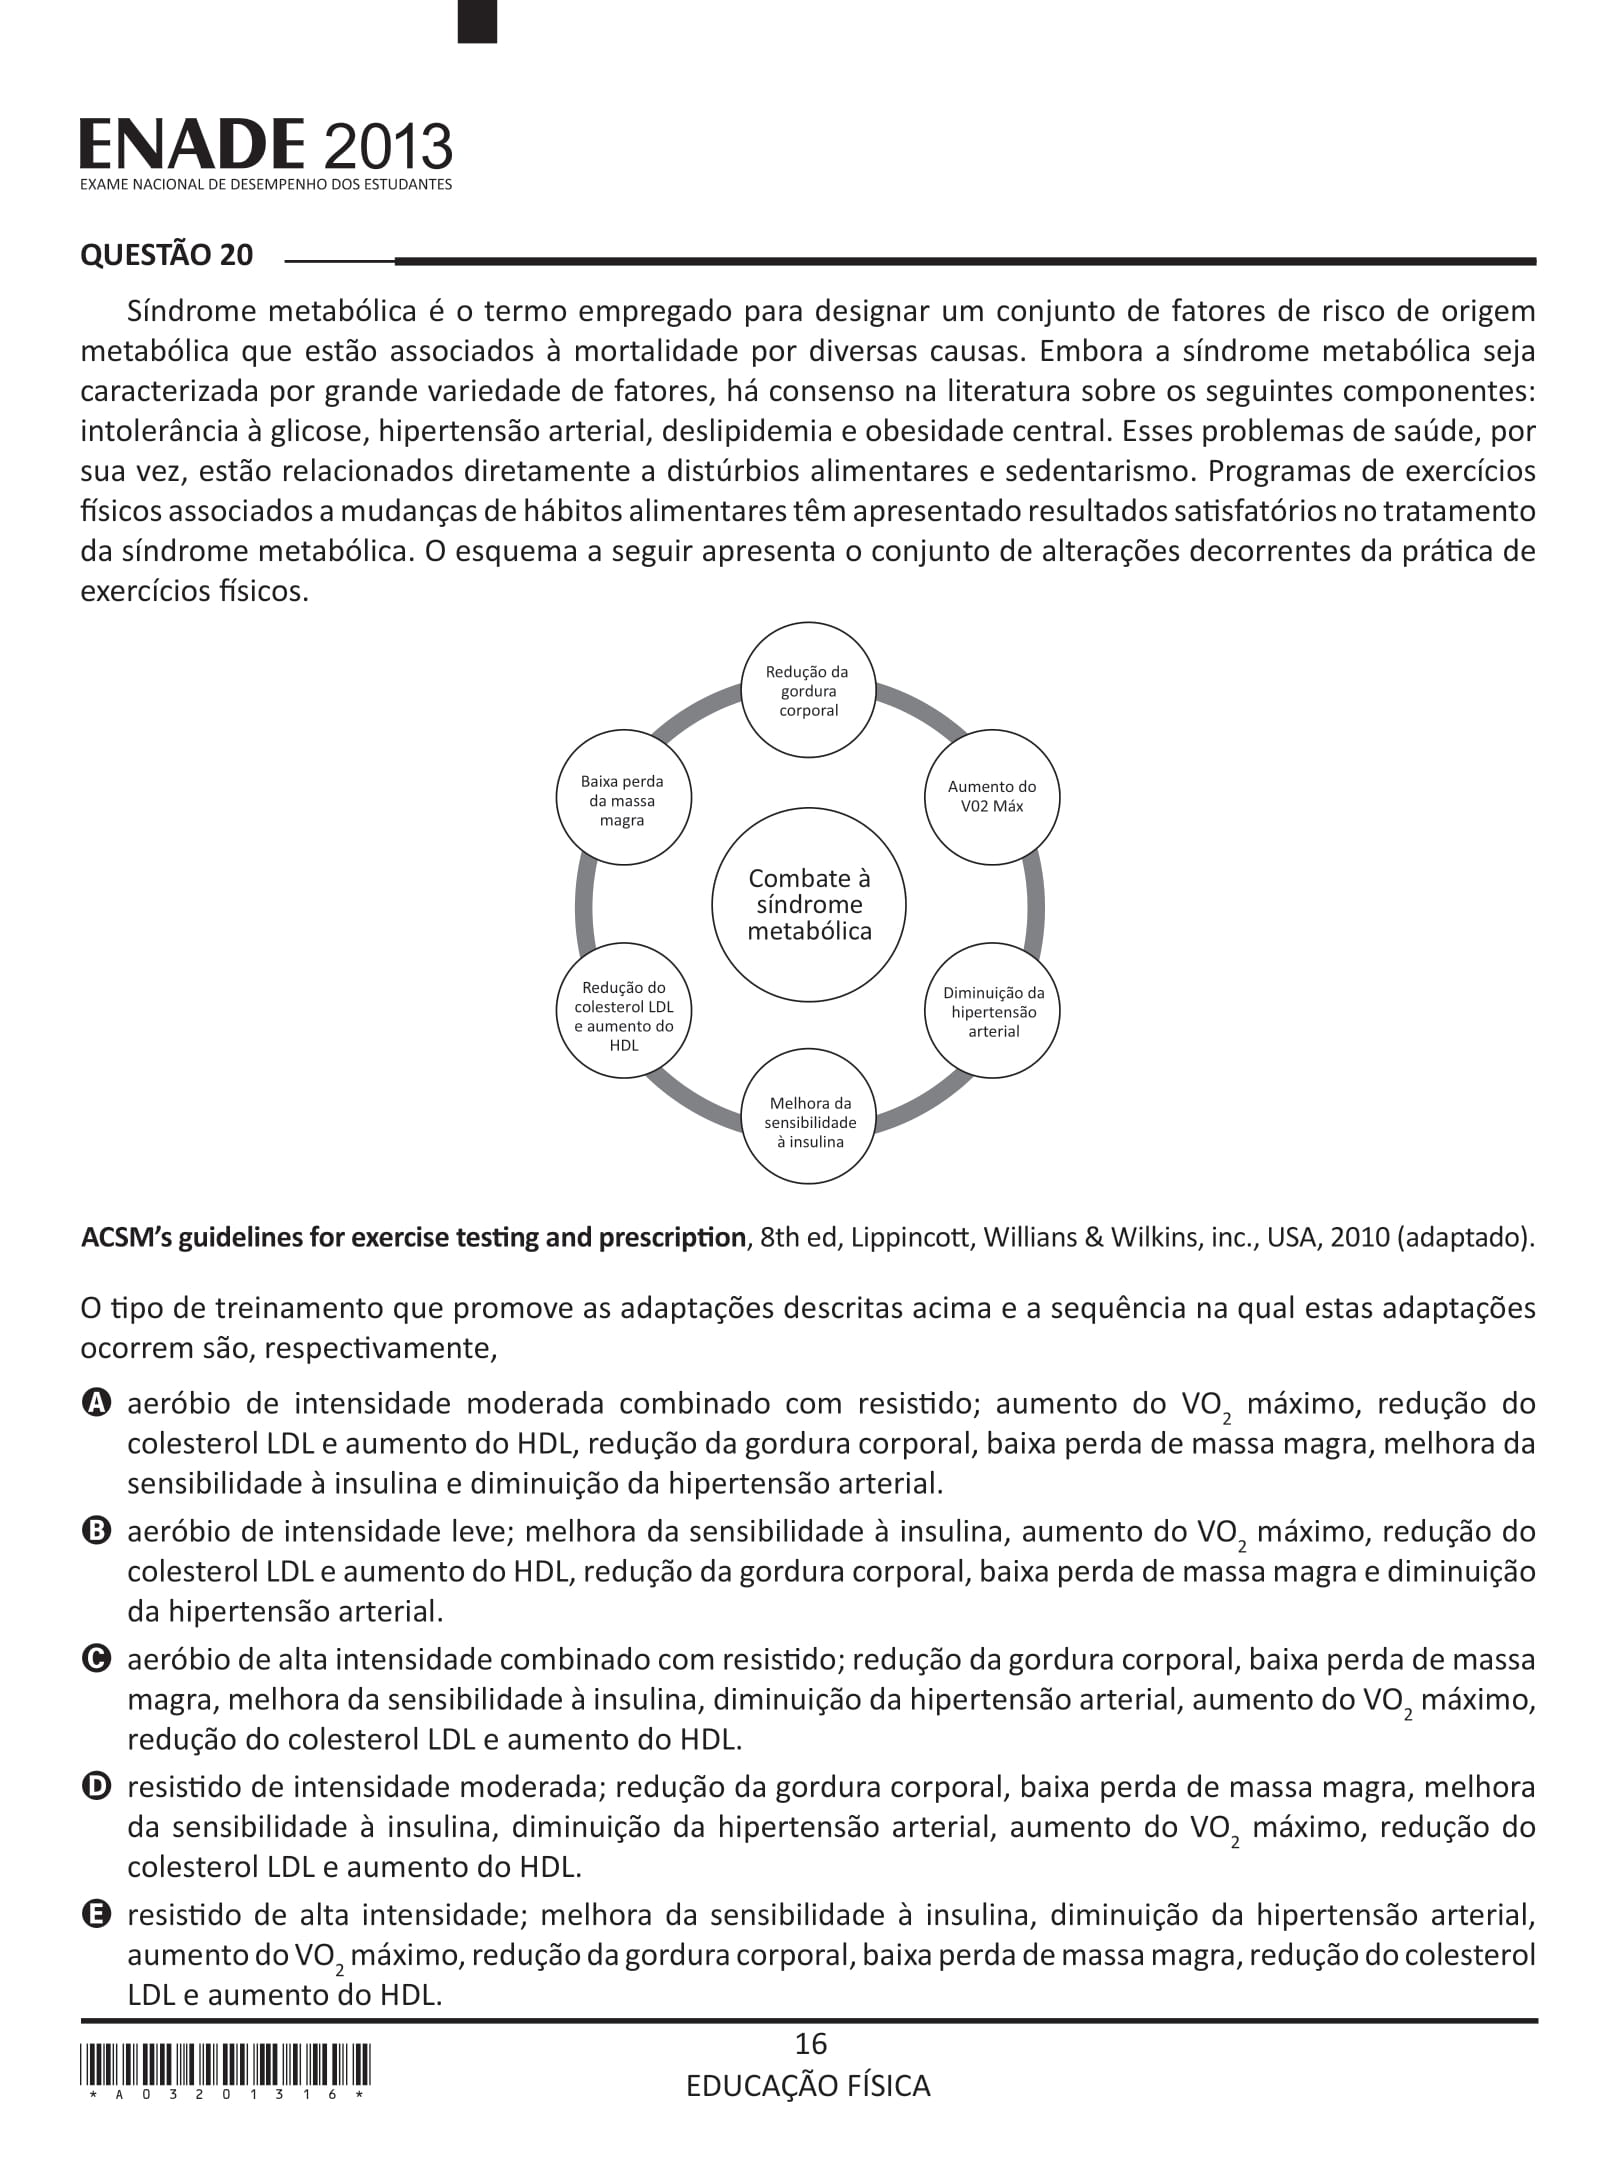 ENADE 2013
EXAME NACIONAL DE DESEMPENHO DOS ESTUDANTES
QUESTÃO 20
Síndrome metabólica é o termo empregado para designar um conjunto de fatores de risco de origem
metabólica que estão associados à mortalidade por diversas causas. Embora a síndrome metabólica seja
caracterizada por grande variedade de fatores, há consenso na literatura sobre os seguintes componentes:
intolerância à glicose, hipertensão arterial, deslipidemia e obesidade central. Esses problemas de saúde, por
sua vez, estão relacionados diretamente a distúrbios alimentares e sedentarismo. Programas de exercícios
físicos associados a mudanças de hábitos alimentares têm apresentado resultados satisfatórios no tratamento
da síndrome metabólica. O esquema a seguir apresenta o conjunto de alterações decorrentes da prática de
exercícios físicos.
Redução da
gordura
corporal
Baixa perda
da massa
magra
Aumento do
V02 Máx
Combate à
síndrome
metabólica
Redução do
colesterol LDL
e aumento do
HDL
Diminuição da
hipertensão
arterial
Melhora da
sensibilidade
à insulina
ACSM's guidelines for exercise testing and prescription, 8th ed, Lippincott, Willians & Wilkins, inc., USA, 2010 (adaptado).
O tipo de treinamento que promove as adaptações descritas acima e a sequência na qual estas adaptações
ocorrem são, respectivamente,
A aeróbio de intensidade moderada combinado com resistido; aumento do VO₂ máximo, redução do
colesterol LDL e aumento do HDL, redução da gordura corporal, baixa perda de massa magra, melhora da
sensibilidade à insulina e diminuição da hipertensão arterial.
B aeróbio de intensidade leve; melhora da sensibilidade à insulina, aumento do VO₂ máximo, redução do
colesterol LDL e aumento do HDL, redução da gordura corporal, baixa perda de massa magra e diminuição
da hipertensão arterial.
C aeróbio de alta intensidade combinado com resistido; redução da gordura corporal, baixa perda de massa
magra, melhora da sensibilidade à insulina, diminuição da hipertensão arterial, aumento do VO₂ máximo,
redução do colesterol LDL e aumento do HDL.
D resistido de intensidade moderada; redução da gordura corporal, baixa perda de massa magra, melhora
da sensibilidade à insulina, diminuição da hipertensão arterial, aumento do VO₂ máximo, redução do
colesterol LDL e aumento do HDL.
E resistido de alta intensidade; melhora da sensibilidade à insulina, diminuição da hipertensão arterial,
aumento do VO₂ máximo, redução da gordura corporal, baixa perda de massa magra, redução do colesterol
LDL e aumento do HDL.
16
EDUCAÇÃO FÍSICA
*A03201316*